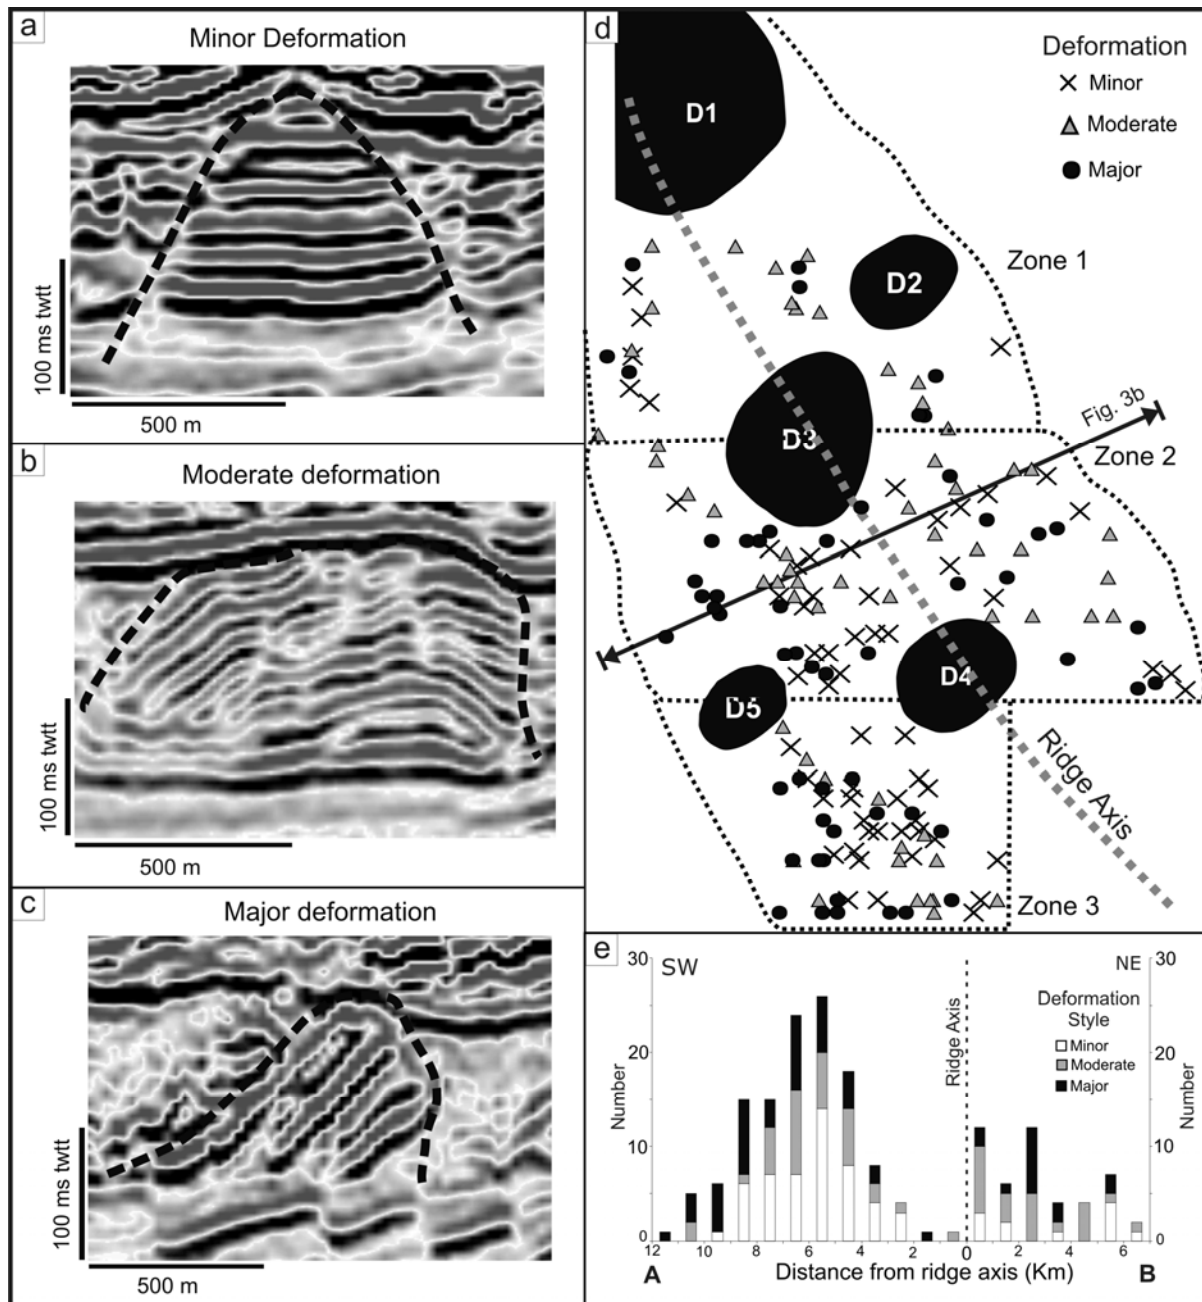 a
Minor Deformation
100 ms twtt
500 m
b
Moderate deformation
100 ms twtt
500 m
c
Major deformation
100 ms twtt
500 m
d
Deformation
Minor
Moderate
Major
D1
D2
Zone 1
D3
Fig. 3b
Zone 2
D4
D5
Ridge Axis
Zone 3
e
SW
NE
30
20
10
0
Number
Ridge Axis
Deformation
Style
Minor
Moderate
Major
30
20
10
0
Number
12 10 8 6 4 2 0 2 4 6
A Distance from ridge axis (Km) B